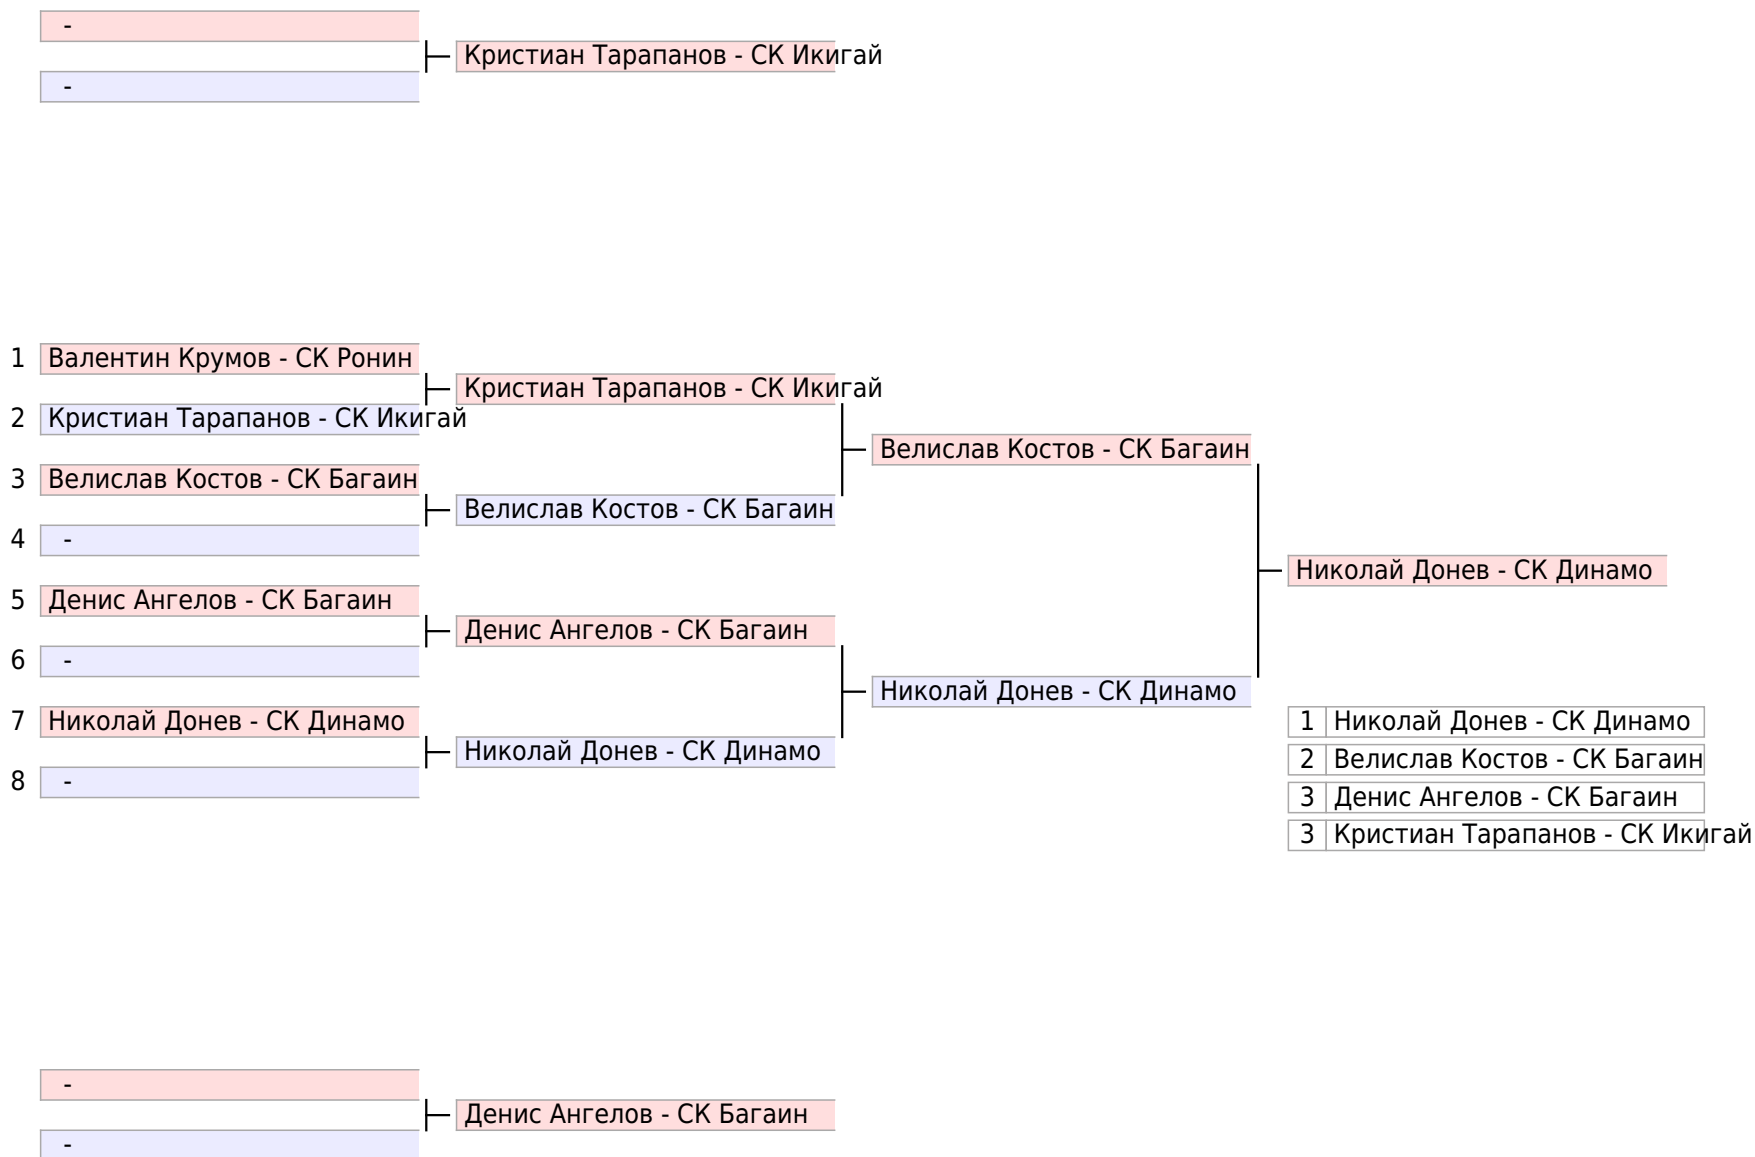 -
Кристиан Тарапанов - СК Икигай
-
1 Валентин Крумов - СК Ронин
Кристиан Тарапанов - СК Икигай
2 Кристиан Тарапанов - СК Икигай
Велислав Костов - СК Багаин
3 Велислав Костов - СК Багаин
Велислав Костов - СК Багаин
4 -
Николай Донев - СК Динамо
5 Денис Ангелов - СК Багаин
Денис Ангелов - СК Багаин
6 -
Николай Донев - СК Динамо
7 Николай Донев - СК Динамо
1 Николай Донев - СК Динамо
Николай Донев - СК Динамо
2 Велислав Костов - СК Багаин
8 -
3 Денис Ангелов - СК Багаин
3 Кристиан Тарапанов - СК Икигай
-
Денис Ангелов - СК Багаин
-